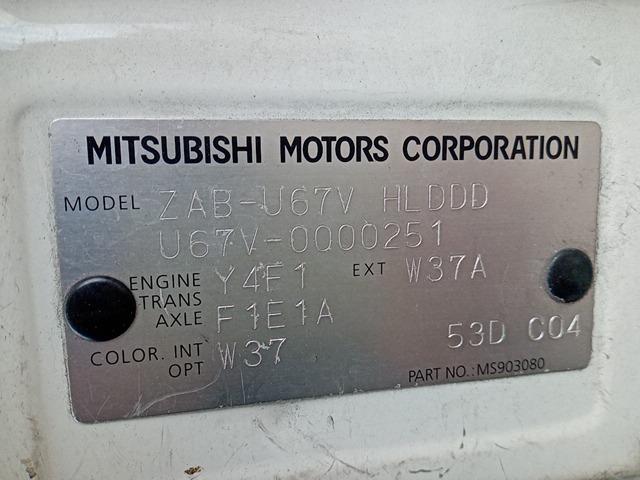 MITSUBISHI MOTORS CORPORATION
MODEL ZAB-U67V HLDDD
U67V-0000251
ENGINE Y4F1 EXT W37A
TRANS
AXLE F1E1A
COLOR. INT W37
OPT 53D C04
PART NO.: MS903080